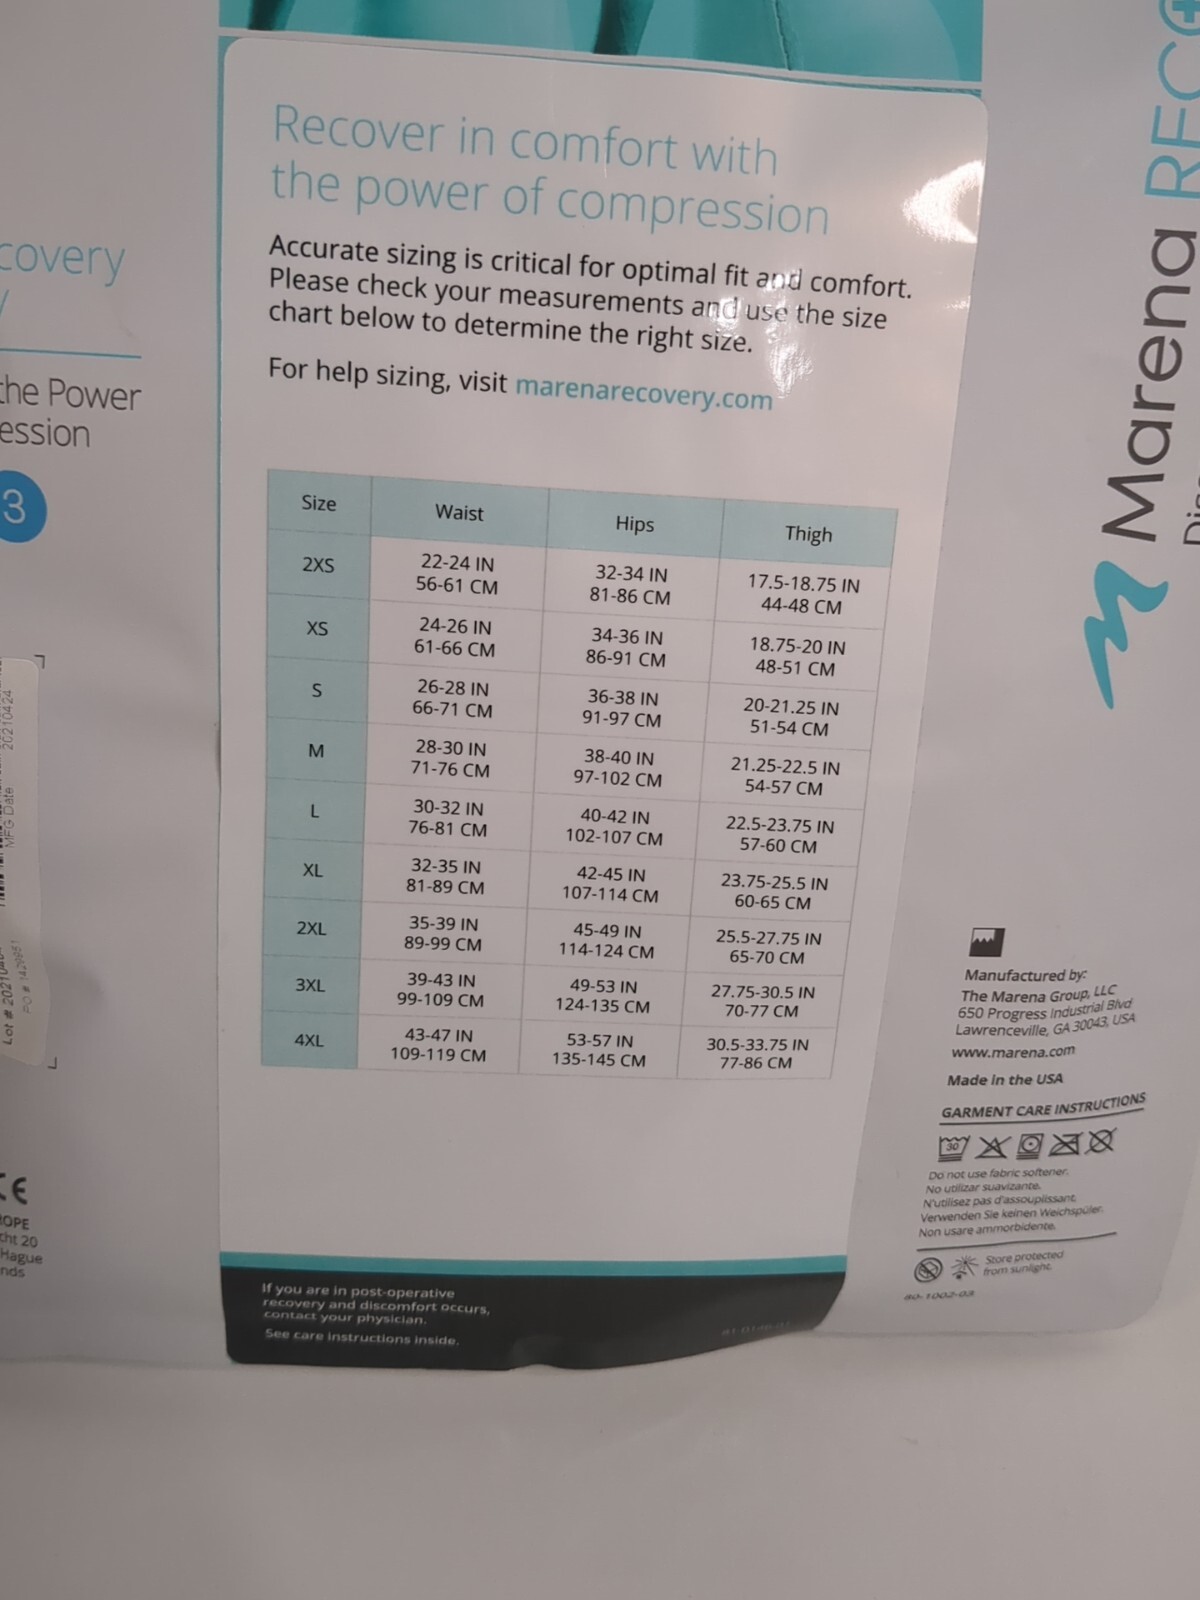 Recover in comfort with
the power of compression
Accurate sizing is critical for optimal fit and comfort.
Please check your measurements and use the size
chart below to determine the right size.
For help sizing, visit marenarecovery.com
Size Waist Hips Thigh
2XS 22-24 IN 32-34 IN 17.5-18.75 IN
56-61 CM 81-86 CM 44-48 CM
XS 24-26 IN 34-36 IN 18.75-20 IN
61-66 CM 86-91 CM 48-51 CM
S 26-28 IN 36-38 IN 20-21.25 IN
66-71 CM 91-97 CM 51-54 CM
M 28-30 IN 38-40 IN 21.25-22.5 IN
71-76 CM 97-102 CM 54-57 CM
L 30-32 IN 40-42 IN 22.5-23.75 IN
76-81 CM 102-107 CM 57-60 CM
XL 32-35 IN 42-45 IN 23.75-25.5 IN
81-89 CM 107-114 CM 60-65 CM
2XL 35-39 IN 45-49 IN 25.5-27.75 IN
89-99 CM 114-124 CM 65-70 CM
3XL 39-43 IN 49-53 IN 27.75-30.5 IN
99-109 CM 124-135 CM 70-77 CM
4XL 43-47 IN 53-57 IN 30.5-33.75 IN
109-119 CM 135-145 CM 77-86 CM
If you are in post-operative
recovery and discomfort occurs,
contact your physician.
See care instructions inside.
covery
the Power
ession
3
MFG Date 20210424
Lot #
PO #
CE
OPE
cht 20
Hague
nds
Marena REC
Manufactured by:
The Marena Group, LLC
650 Progress Industrial Blvd
Lawrenceville, GA 30043, USA
www.marena.com
Made in the USA
GARMENT CARE INSTRUCTIONS
30
Do not use fabric softener.
No utilizar suavizante.
N'utilisez pas d'assouplissant.
Verwenden Sie keinen Weichspüler.
Non usare ammorbidente.
Store protected
from sunlight.
80-1002-03